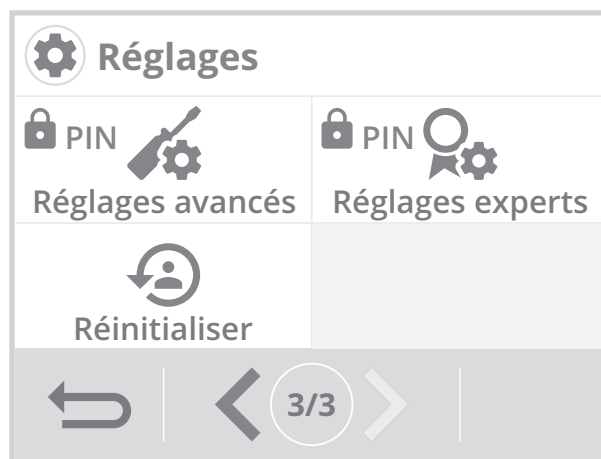 Réglages
PIN
PIN
Réglages avancés
Réglages experts
Réinitialiser
3/3